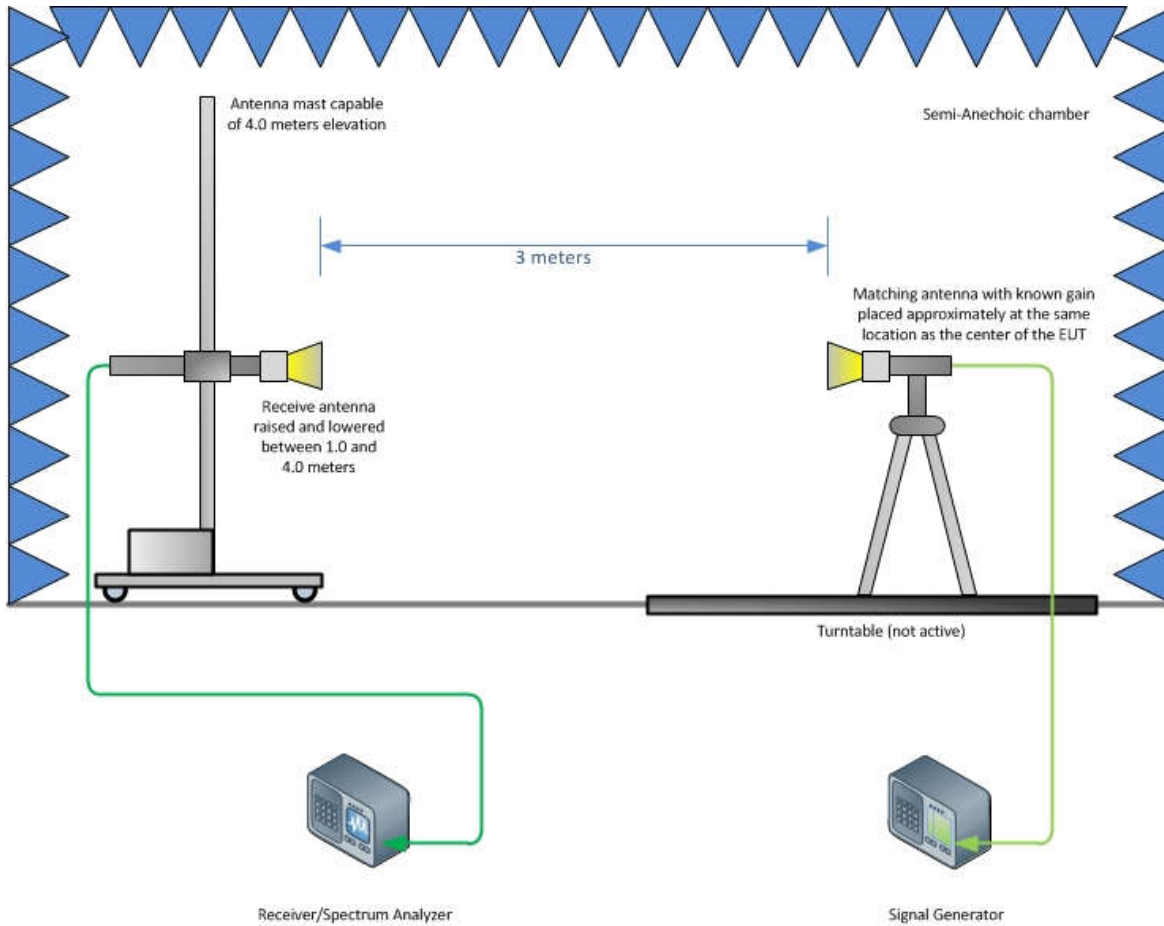 Antenna mast capable
of 4.0 meters elevation
Semi-Anechoic chamber
3 meters
Matching antenna with known gain
placed approximately at the same
location as the center of the EUT
Receive antenna
raised and lowered
between 1.0 and
4.0 meters
Turntable (not active)
Receiver/Spectrum Analyzer
Signal Generator